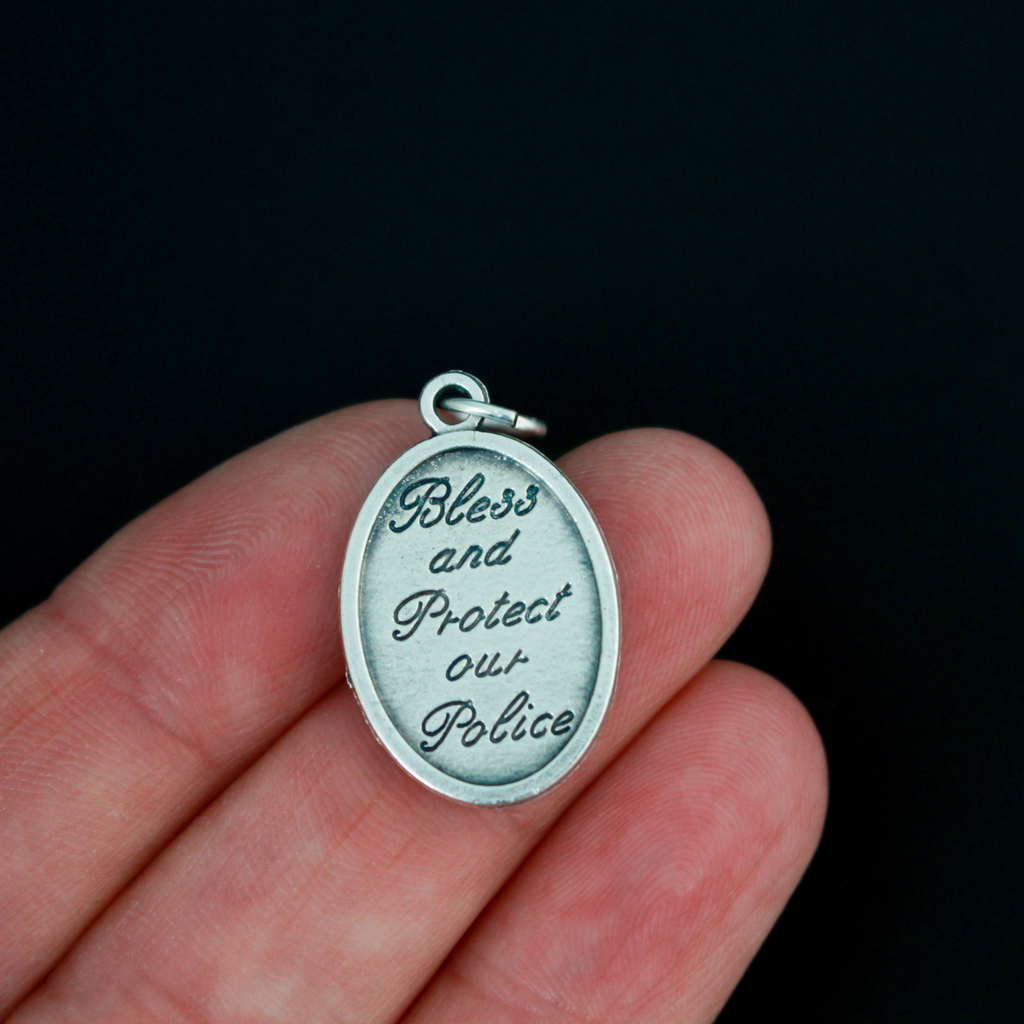 Bless
and
Protect
our
Police